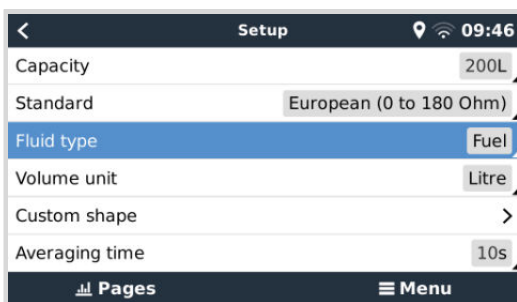 Setup 09:46
Capacity 200L
Standard European (0 to 180 Ohm)
Fluid type Fuel
Volume unit Litre
Custom shape
Averaging time 10s
Pages Menu